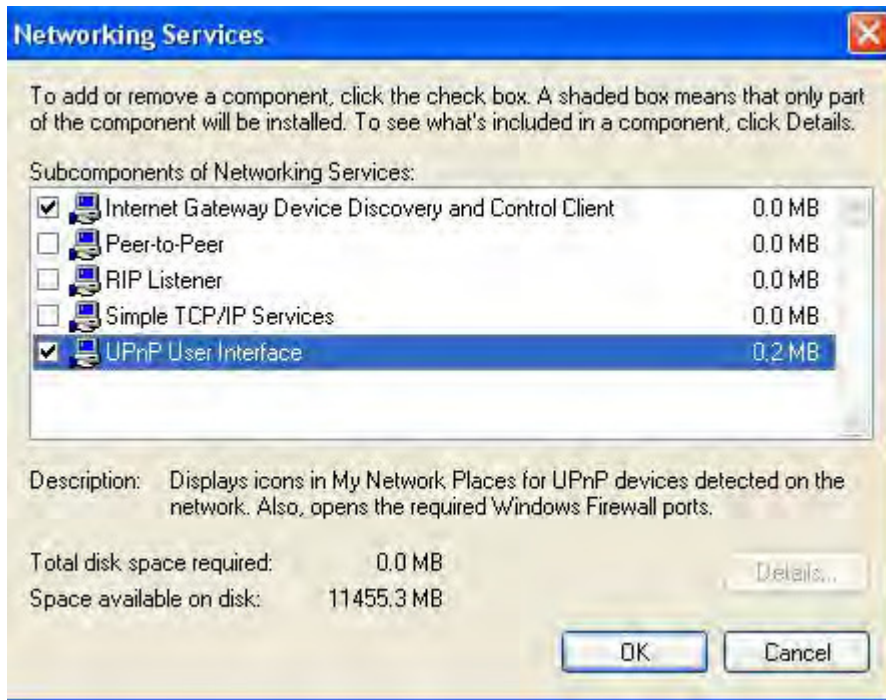 Networking Services
To add or remove a component, click the check box. A shaded box means that only part
of the component will be installed. To see what's included in a component, click Details.
Subcomponents of Networking Services:
Internet Gateway Device Discovery and Control Client 0.0 MB
Peer-to-Peer 0.0 MB
RIP Listener 0.0 MB
Simple TCP/IP Services 0.0 MB
UPnP User Interface 0.2 MB
Description: Displays icons in My Network Places for UPnP devices detected on the
network. Also, opens the required Windows Firewall ports.
Total disk space required: 0.0 MB
Details...
Space available on disk: 11455.3 MB
OK Cancel